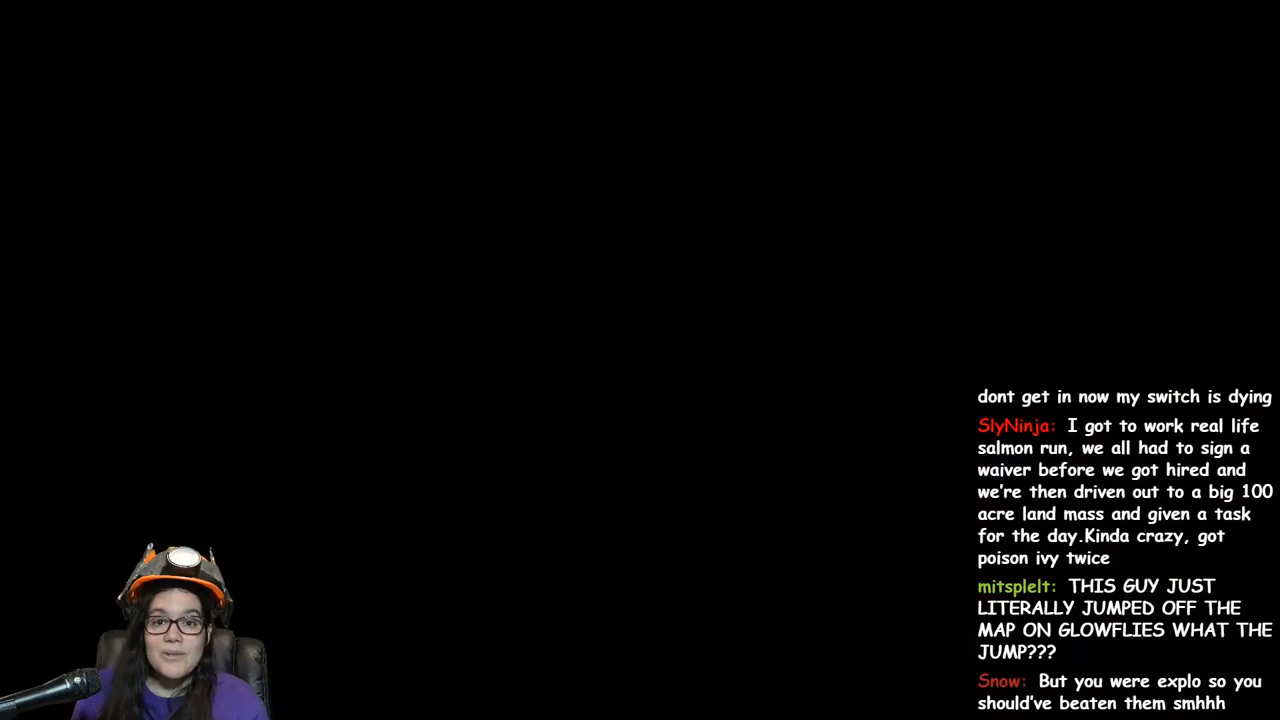 dont get in now my switch is dying
SlyNinja: I got to work real life
salmon run, we all had to sign a
waiver before we got hired and
we're then driven out to a big 100
acre land mass and given a task
for the day.Kinda crazy, got
poison ivy twice
mitsplelt: THIS GUY JUST
LITERALLY JUMPED OFF THE
MAP ON GLOWFLIES WHAT THE
JUMP???
Snow: But you were explo so you
should've beaten them smhhh